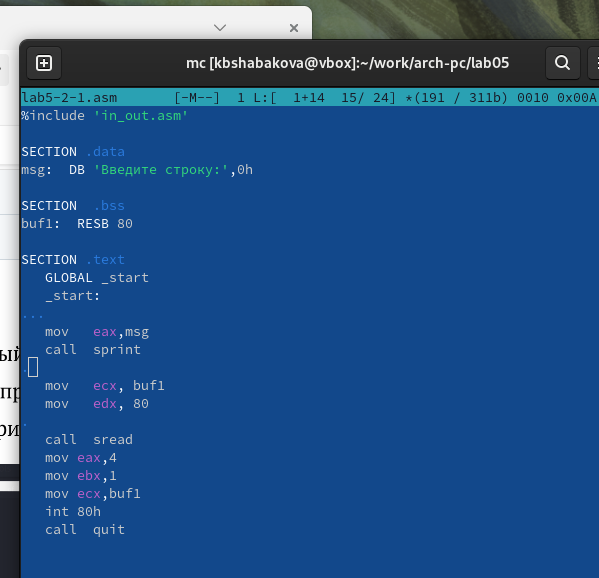 mc [kbshabakova@vbox]:~/work/arch-pc/lab05
lab5-2-1.asm [-M--] 1 L:[ 1+14 15/ 24] *(191 / 311b) 0010 0x00A
%include 'in_out.asm'
SECTION .data
msg: DB 'Введите строку:',0h
SECTION .bss
buf1: RESB 80
SECTION .text
GLOBAL _start
_start:
...
mov eax,msg
call sprint
.
mov ecx, buf1
mov edx, 80
.
call sread
mov eax,4
mov ebx,1
mov ecx,buf1
int 80h
call quit
ый
пр
ри